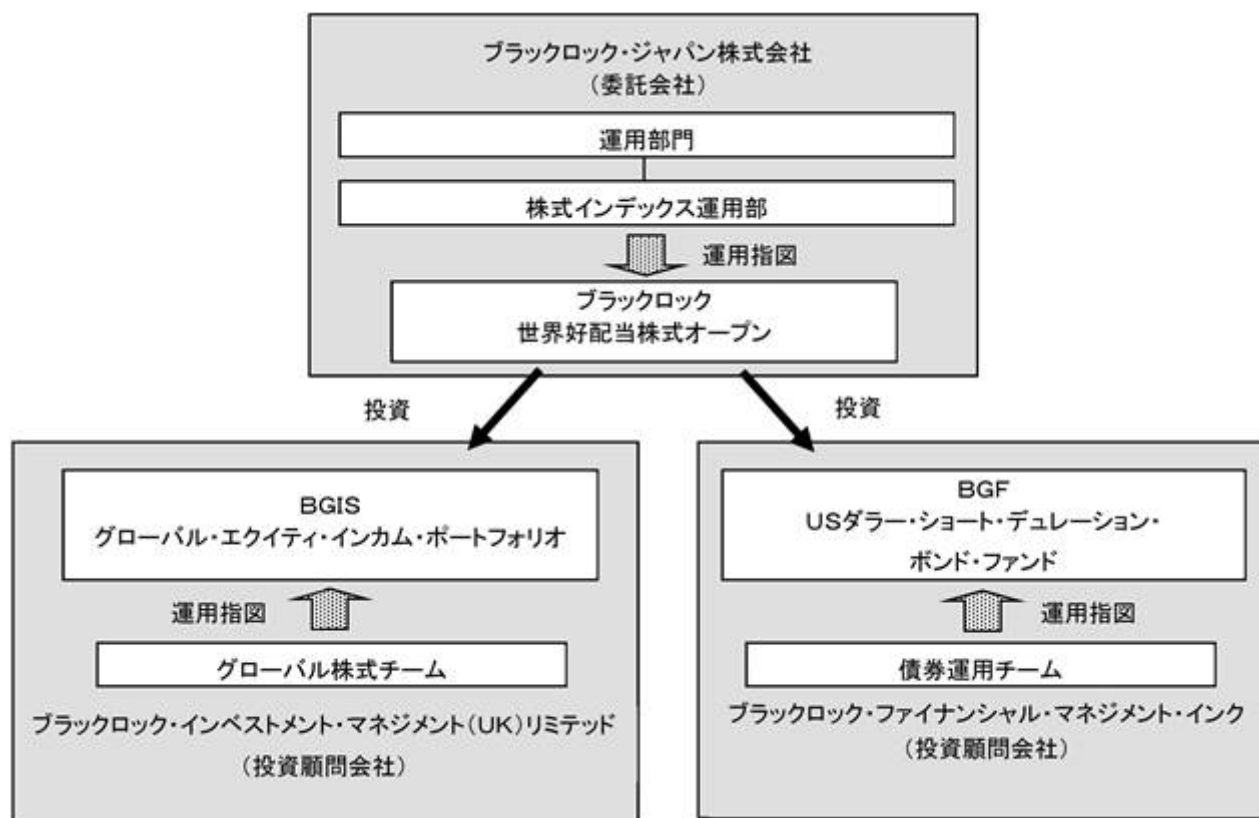 ブラックロック・ジャパン株式会社
（委託会社）
運用部門
株式インデックス運用部
運用指図
ブラックロック
世界好配当株式オープン
投資
投資
BGIS
グローバル・エクイティ・インカム・ポートフォリオ
運用指図
グローバル株式チーム
ブラックロック・インベストメント・マネジメント（UK）リミテッド
（投資顧問会社）
BGF
USダラー・ショート・デュレーション・
ボンド・ファンド
運用指図
債券運用チーム
ブラックロック・ファイナンシャル・マネジメント・インク
（投資顧問会社）